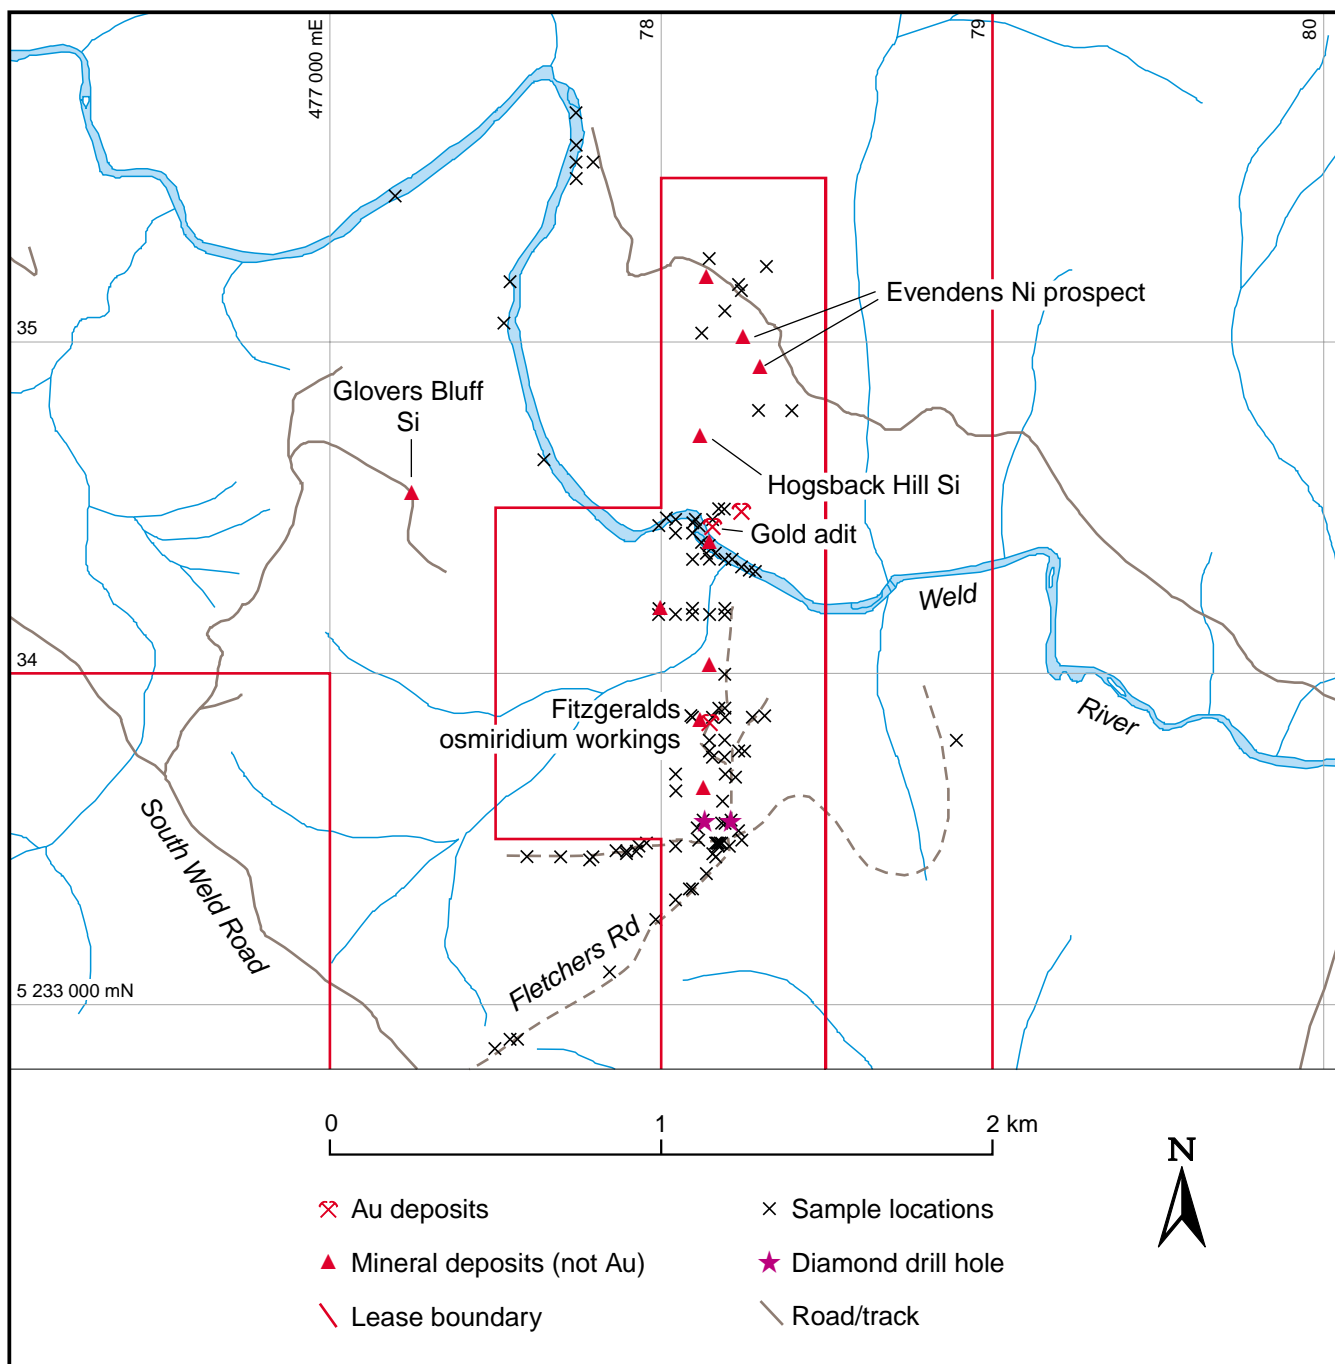 477 000 mE
78
79
80
35
Evendens Ni prospect
Glovers Bluff
Si
Hogsback Hill Si
Gold adit
Weld
34
Fitzgeralds
osmiridium workings
River
South Weld Road
Fletchers Rd
5 233 000 mN
0
1
2 km
N
Au deposits
Sample locations
Mineral deposits (not Au)
Diamond drill hole
Lease boundary
Road/track